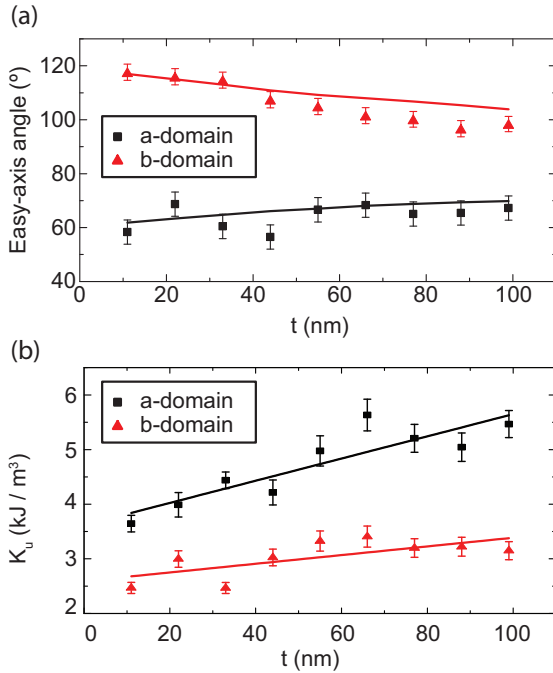 (a)
Easy-axis angle (º)
120
100
80
60
40
a-domain
b-domain
0 20 40 60 80 100
t (nm)
(b)
K_u (kJ / m³)
6
5
4
3
2
a-domain
b-domain
0 20 40 60 80 100
t (nm)